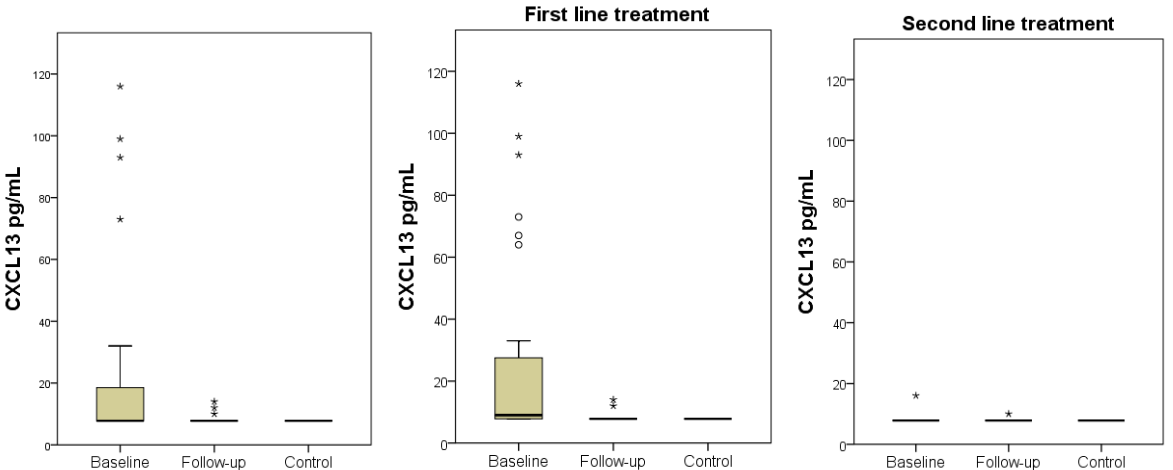 CXCL13 pg/mL
120
100
80
60
40
20
0
Baseline Follow-up Control
First line treatment
CXCL13 pg/mL
120
100
80
60
40
20
0
Baseline Follow-up Control
Second line treatment
CXCL13 pg/mL
120
100
80
60
40
20
0
Baseline Follow-up Control